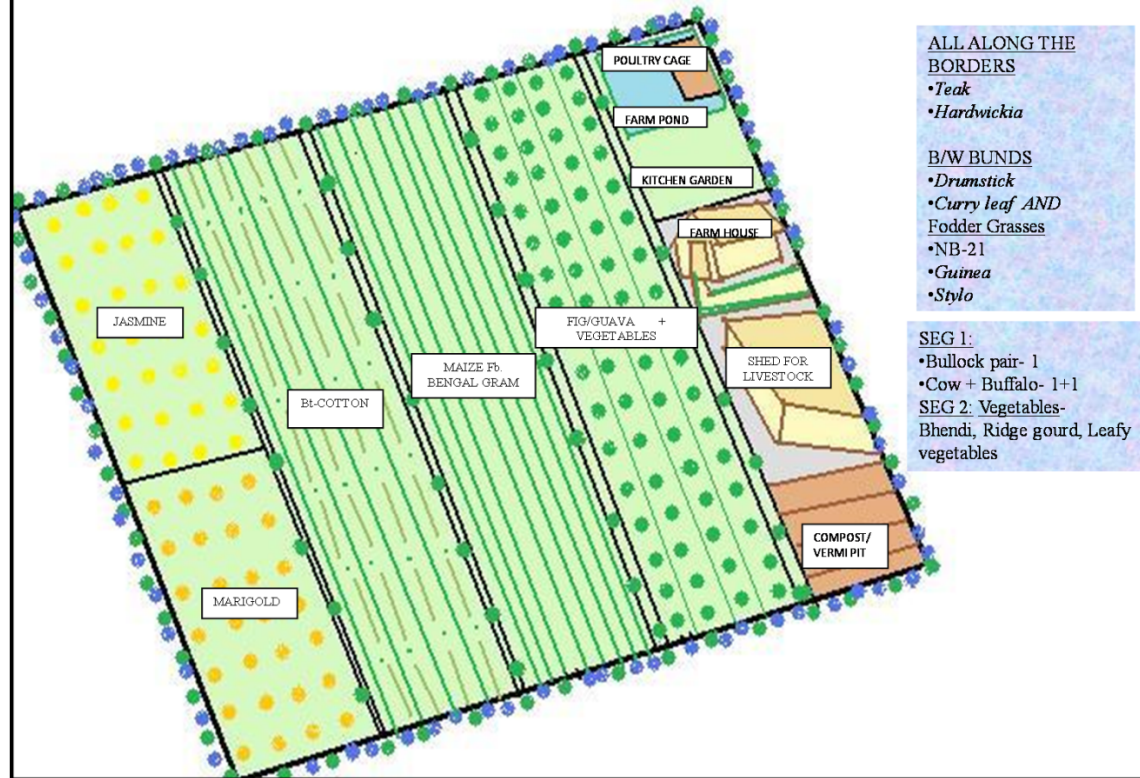 POULTRY CAGE
FARM POND
KITCHEN GARDEN
FARM HOUSE
JASMINE
Bt-COTTON
MAIZE Fb.
BENGAL GRAM
FIG/GUAVA +
VEGETABLES
SHED FOR
LIVESTOCK
MARIGOLD
COMPOST/
VERMI PIT
ALL ALONG THE
BORDERS
•Teak
•Hardwickia
B/W BUNDS
•Drumstick
•Curry leaf AND
Fodder Grasses
•NB-21
•Guinea
•Stylo
SEG 1:
•Bullock pair- 1
•Cow + Buffalo- 1+1
SEG 2: Vegetables-
Bhendi, Ridge gourd, Leafy
vegetables